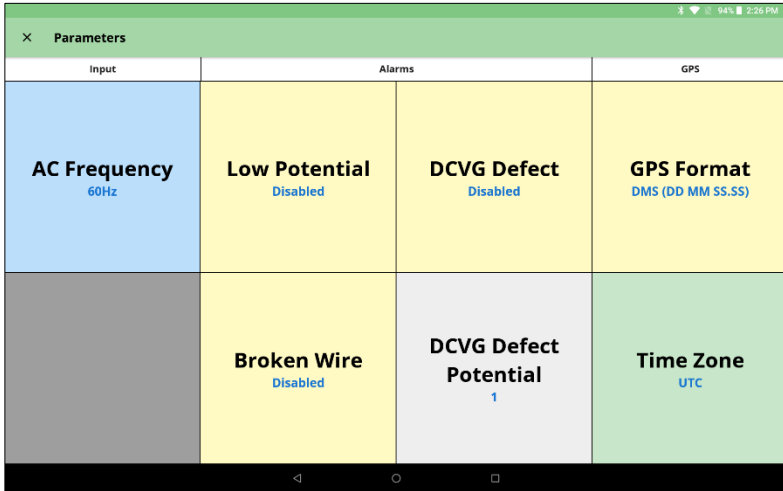 94% 2:26 PM
× Parameters
Input Alarms GPS
AC Frequency
60Hz
Low Potential
Disabled
DCVG Defect
Disabled
GPS Format
DMS (DD MM SS.SS)
Broken Wire
Disabled
DCVG Defect
Potential
1
Time Zone
UTC